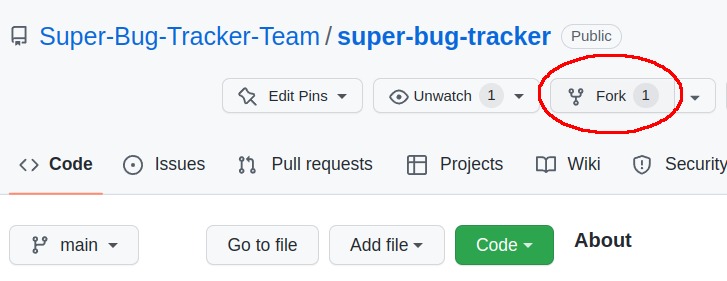 Super-Bug-Tracker-Team / super-bug-tracker Public
Edit Pins Unwatch 1 Fork 1
Code Issues Pull requests Projects Wiki Security
main Go to file Add file Code About